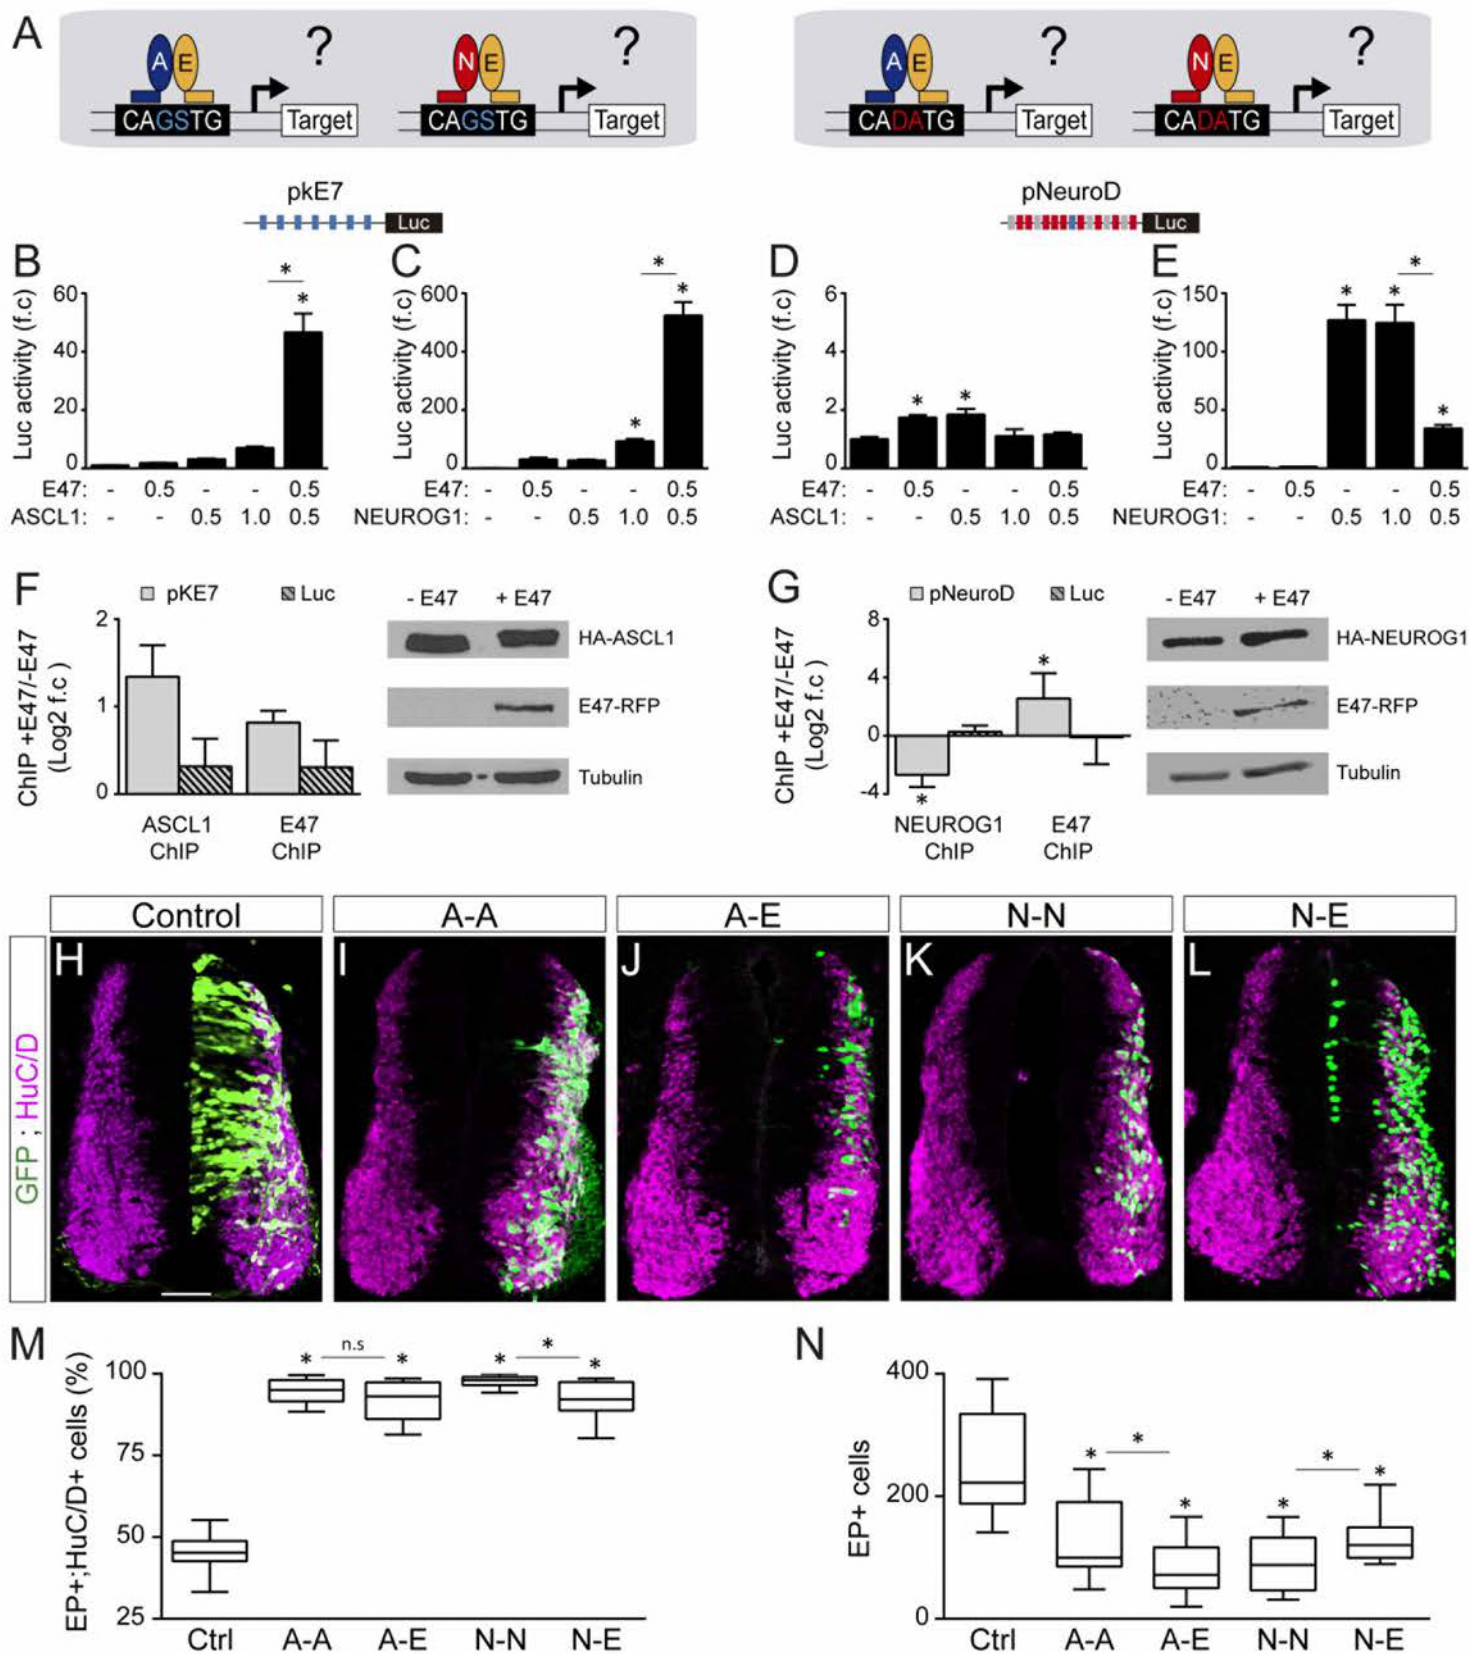 A
A E ? N E ? A E ? N E ?
CAGSTG Target CAGSTG Target CADATG Target CADATG Target
pkE7 pNeuroD
Luc Luc
B C D E
Luc activity (f.c) Luc activity (f.c) Luc activity (f.c) Luc activity (f.c)
* * * *
60 600 6 150
40 400 4 100
20 200 2 50
0 0 0 0
* * * * * * * *
E47: - 0.5 - - 0.5 - 0.5 - - 0.5 E47: - 0.5 - - 0.5 E47: - 0.5 - - 0.5
ASCL1: - - 0.5 1.0 0.5 NEUROG1: - - 0.5 1.0 0.5 ASCL1: - - 0.5 1.0 0.5 NEUROG1: - - 0.5 1.0 0.5
F
pKE7 Luc
- E47 + E47
ChIP +E47/-E47
(Log2 f.c )
2
1
0
ASCL1 E47
ChIP ChIP
HA-ASCL1
E47-RFP
Tubulin
G
pNeuroD Luc
- E47 + E47
ChIP +E47/-E47
(Log2 f.c )
8
4
0
-4
*
*
NEUROG1 E47
ChIP ChIP
HA-NEUROG1
E47-RFP
Tubulin
Control A-A A-E N-N N-E
GFP ; HuC/D
H I J K L
M
EP+;HuC/D+ cells (%)
100
75
50
25
* n.s * * * *
Ctrl A-A A-E N-N N-E
N
EP+ cells
400
200
0
* * * * * *
Ctrl A-A A-E N-N N-E